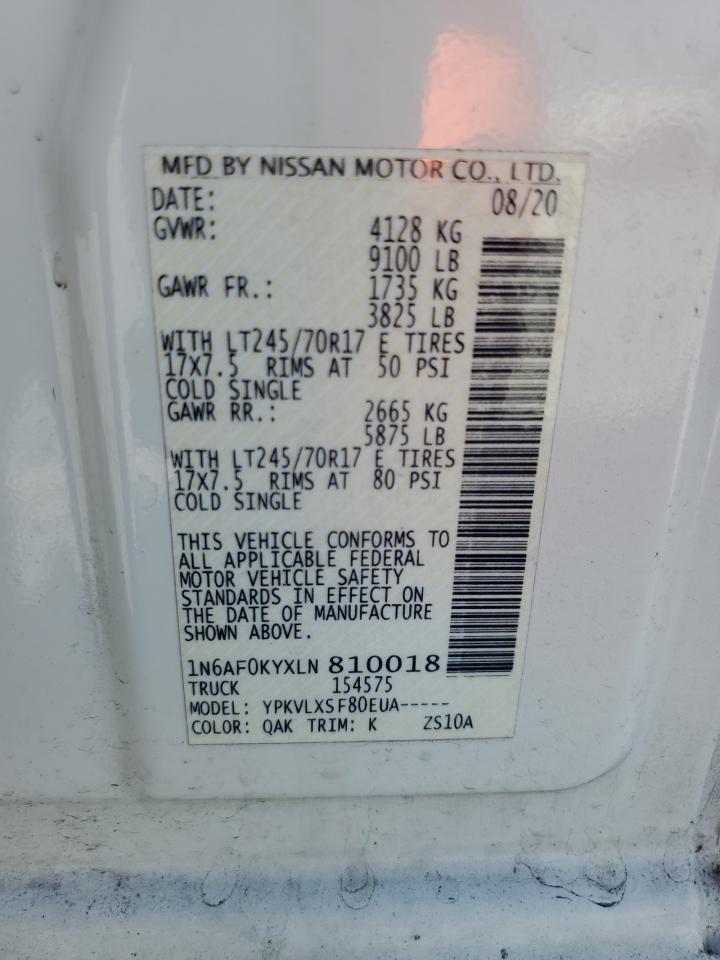 MFD BY NISSAN MOTOR CO., LTD.
DATE: 08/20
GVWR: 4128 KG
9100 LB
GAWR FR.: 1735 KG
3825 LB
WITH LT245/70R17 E TIRES
17X7.5 RIMS AT 50 PSI
COLD SINGLE
GAWR RR.: 2665 KG
5875 LB
WITH LT245/70R17 E TIRES
17X7.5 RIMS AT 80 PSI
COLD SINGLE
THIS VEHICLE CONFORMS TO
ALL APPLICABLE FEDERAL
MOTOR VEHICLE SAFETY
STANDARDS IN EFFECT ON
THE DATE OF MANUFACTURE
SHOWN ABOVE.
1N6AF0KYXLN 810018
TRUCK 154575
MODEL: YPKVLXSF80EUA-----
COLOR: QAK TRIM: K ZS10A